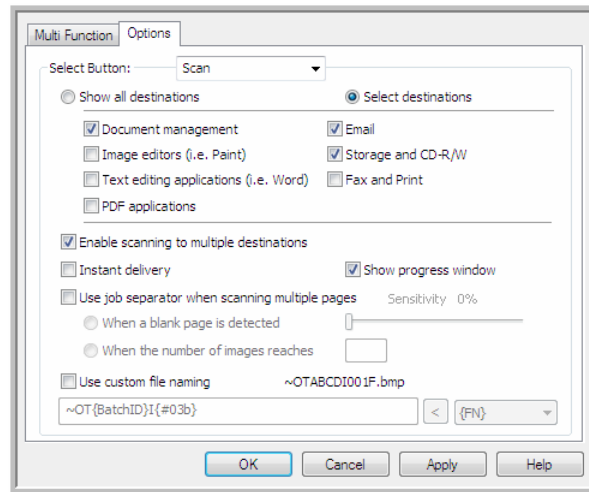 Multi Function Options
Select Button: Scan
Show all destinations Select destinations
Document management Email
Image editors (i.e. Paint) Storage and CD-R/W
Text editing applications (i.e. Word) Fax and Print
PDF applications
Enable scanning to multiple destinations
Instant delivery Show progress window
Use job separator when scanning multiple pages Sensitivity 0%
When a blank page is detected
When the number of images reaches
Use custom file naming ~OTABCDI001F.bmp
~OT{BatchID}I{#03b} < {FN}
OK Cancel Apply Help